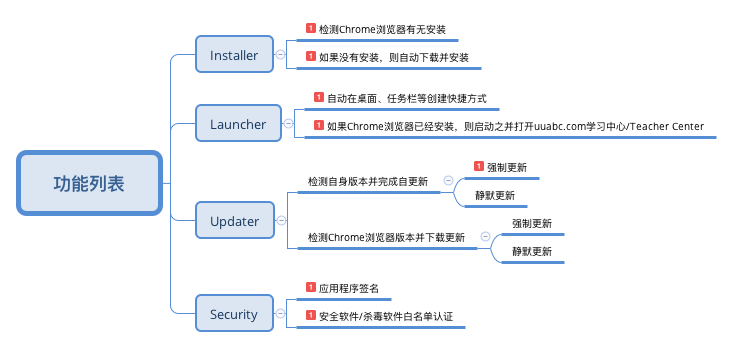 功能列表
Installer
1 检测Chrome浏览器有无安装
1 如果没有安装，则自动下载并安装
Launcher
1 自动在桌面、任务栏等创建快捷方式
1 如果Chrome浏览器已经安装，则启动之并打开uuabc.com学习中心/Teacher Center
Updater
检测自身版本并完成自更新
1 强制更新
静默更新
检测Chrome浏览器版本并下载更新
强制更新
静默更新
Security
1 应用程序签名
1 安全软件/杀毒软件白名单认证